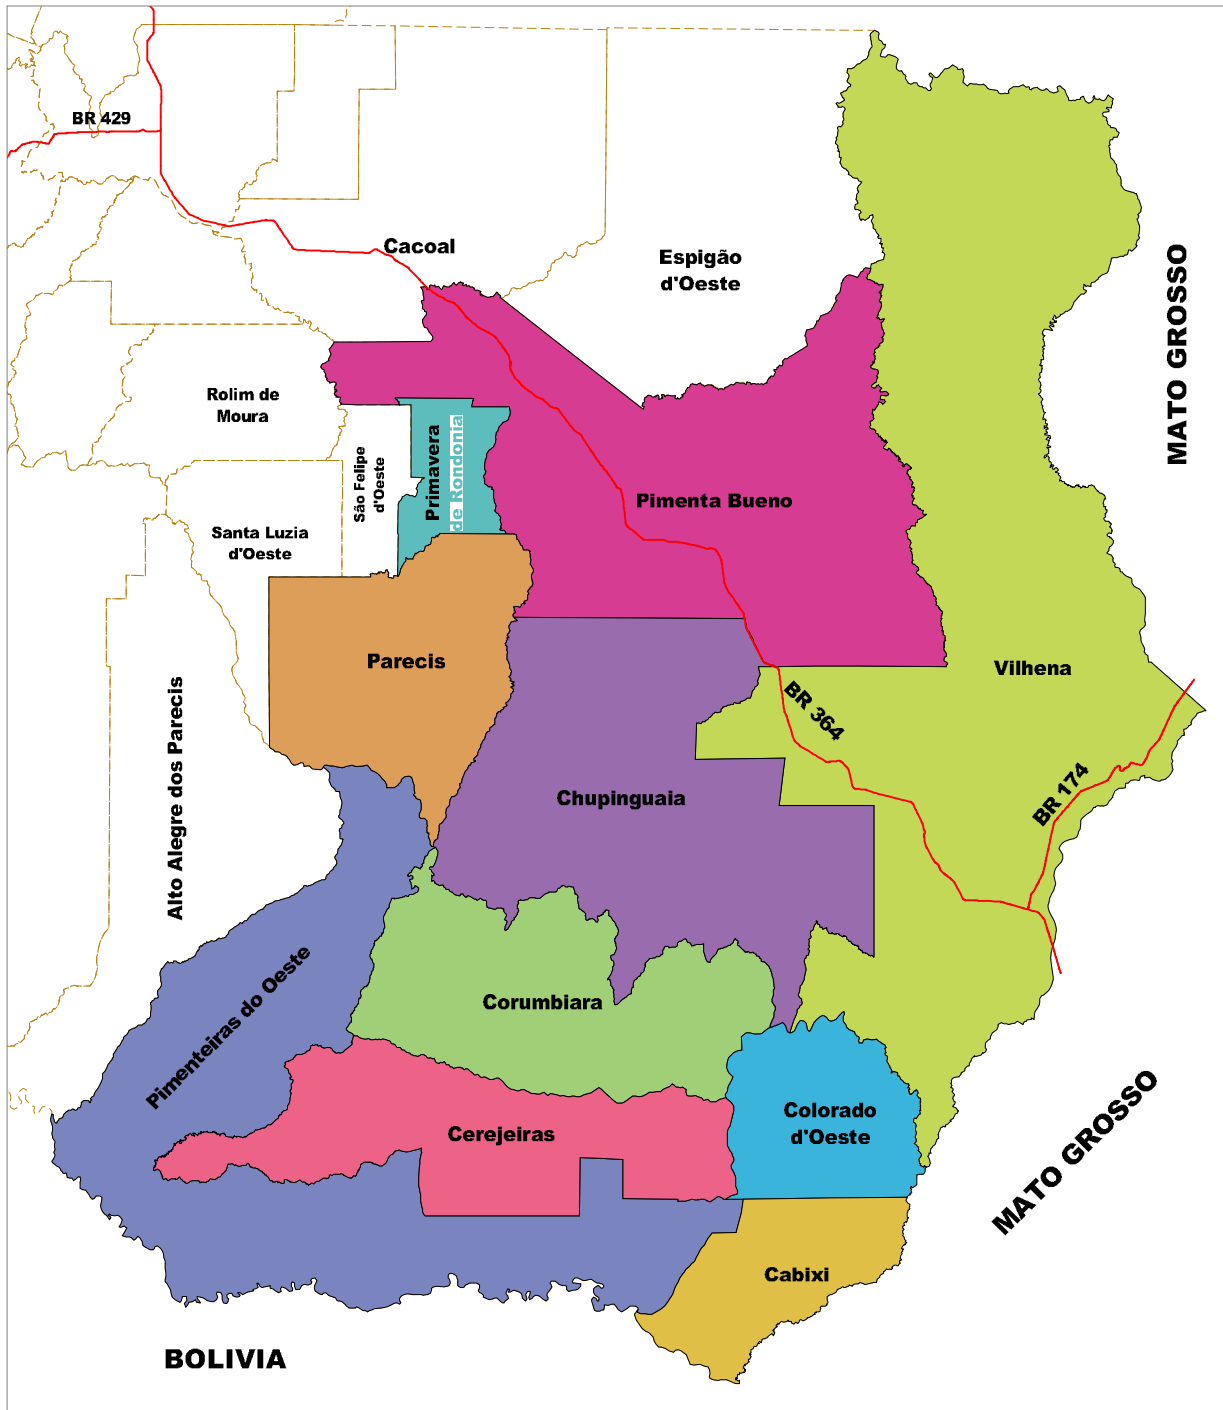 BR 429
Cacoal
Espigão
d'Oeste
MATO GROSSO
Rolim de
Moura
São Felipe
d'Oeste
Primavera
de Rondonia
Pimenta Bueno
Santa Luzia
d'Oeste
Parecis
Vilhena
BR 364
Alto Alegre dos Parecis
Chupinguaia
BR 174
Pimenteiras do Oeste
Corumbiara
Colorado
d'Oeste
Cerejeiras
MATO GROSSO
Cabixi
BOLIVIA